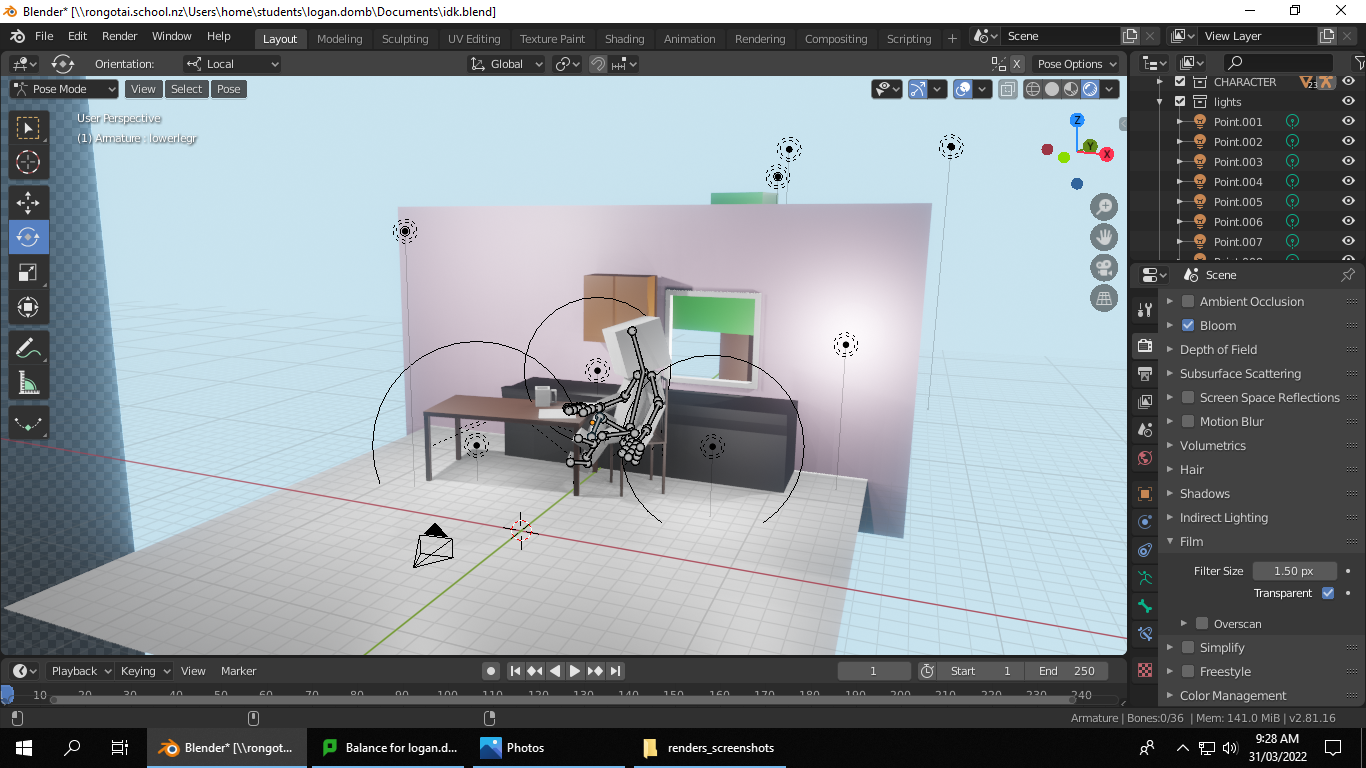 Blender* [\\rongotai.school.nz\Users\home\students\logan.domb\Documents\idk.blend]
File Edit Render Window Help Layout Modeling Sculpting UV Editing Texture Paint Shading Animation Rendering Compositing Scripting + Scene View Layer
Orientation: Local Global X Pose Options
Pose Mode View Select Pose
User Perspective
(1) Armature : lowerlegr
Z
Y
X
CHARACTER 23
lights
Point.001
Point.002
Point.003
Point.004
Point.005
Point.006
Point.007
Scene
Ambient Occlusion
Bloom
Depth of Field
Subsurface Scattering
Screen Space Reflections
Motion Blur
Volumetrics
Hair
Shadows
Indirect Lighting
Film
Filter Size 1.50 px
Transparent
Overscan
Simplify
Freestyle
Color Management
Playback Keying View Marker 1 Start 1 End 250
10 20 30 40 50 60 70 80 90 100 110 120 130 140 150 160 170 180 190 200 210 220 230 240
Armature | Bones:0/36 | Mem: 141.0 MiB | v2.81.16
Blender* [\\rongot... Balance for logan.d... Photos renders_screenshots
9:28 AM
31/03/2022